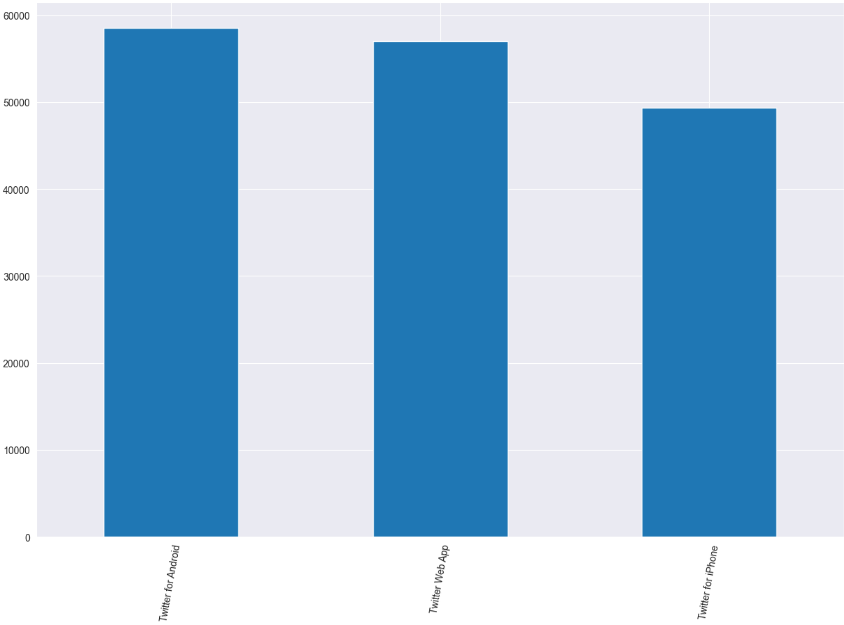 60000
50000
40000
30000
20000
10000
0
Twitter for Android
Twitter Web App
Twitter for iPhone